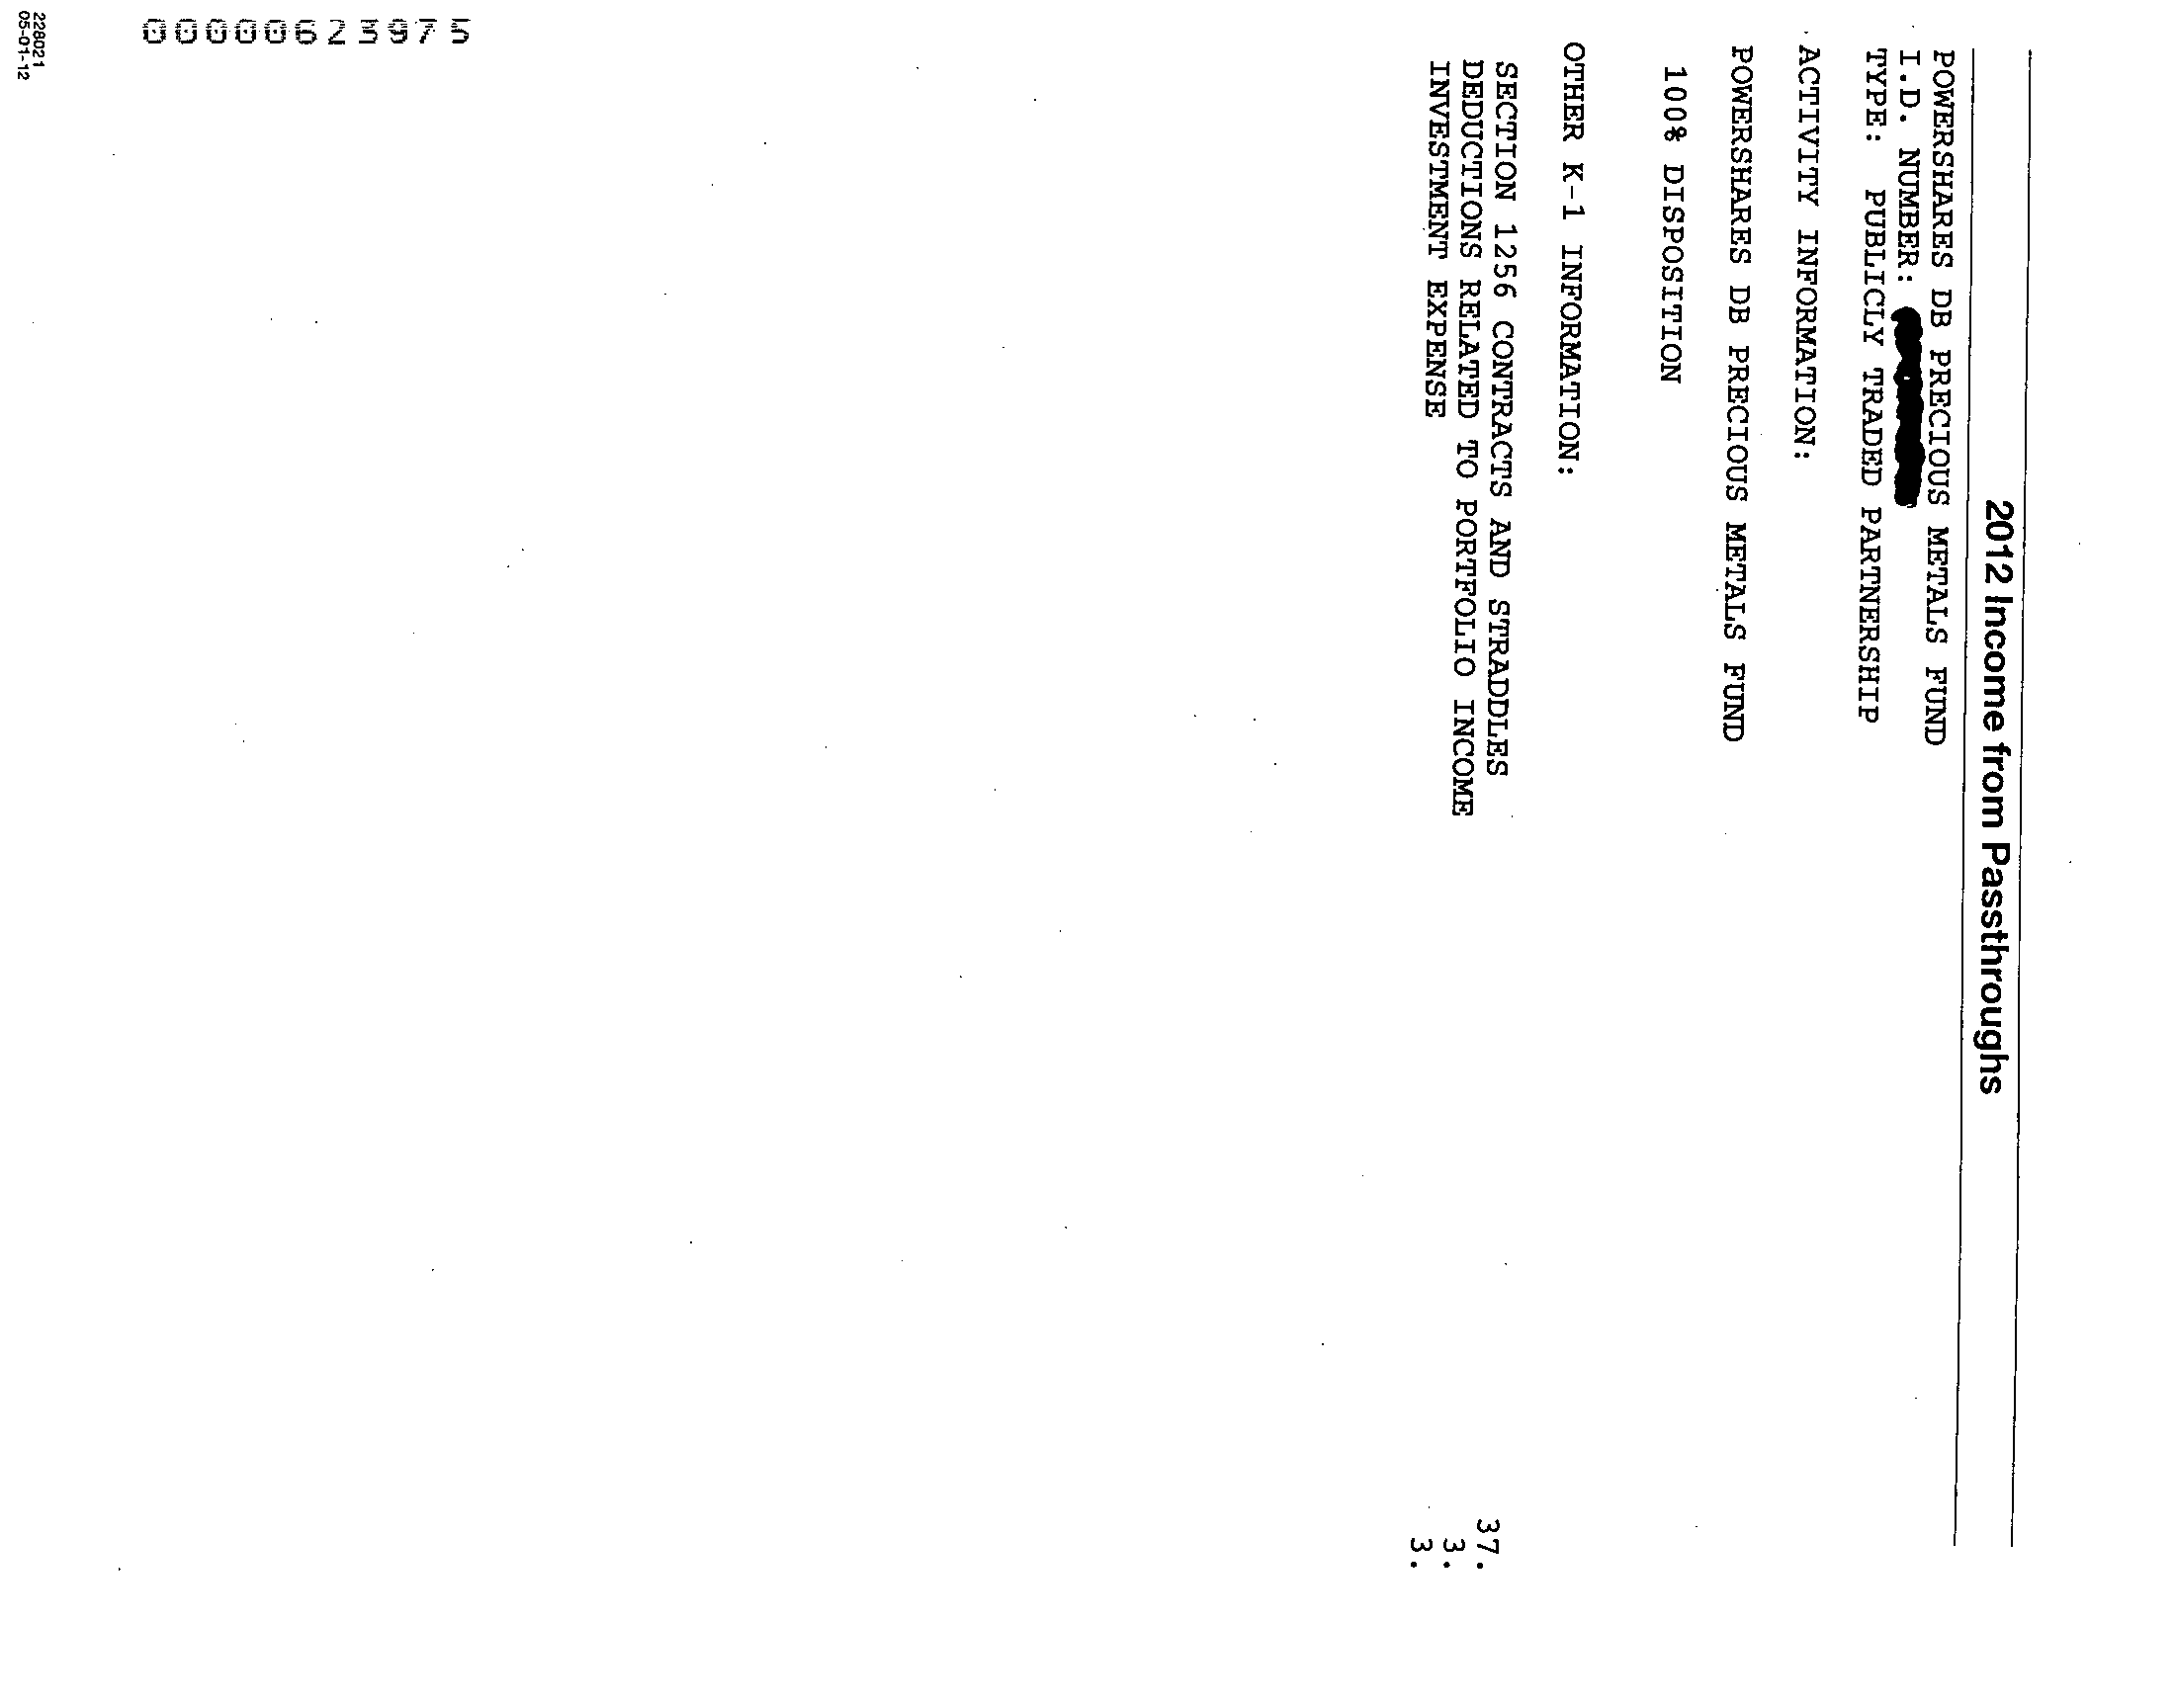 2012 Income from Passthroughs
POWERSHARES DB PRECIOUS METALS FUND
I.D. NUMBER:
TYPE: PUBLICLY TRADED PARTNERSHIP
ACTIVITY INFORMATION:
POWERSHARES DB PRECIOUS METALS FUND
100% DISPOSITION
OTHER K-1 INFORMATION:
SECTION 1256 CONTRACTS AND STRADDLES 37.
DEDUCTIONS RELATED TO PORTFOLIO INCOME 3.
INVESTMENT EXPENSE 3.
228021
05-01-12